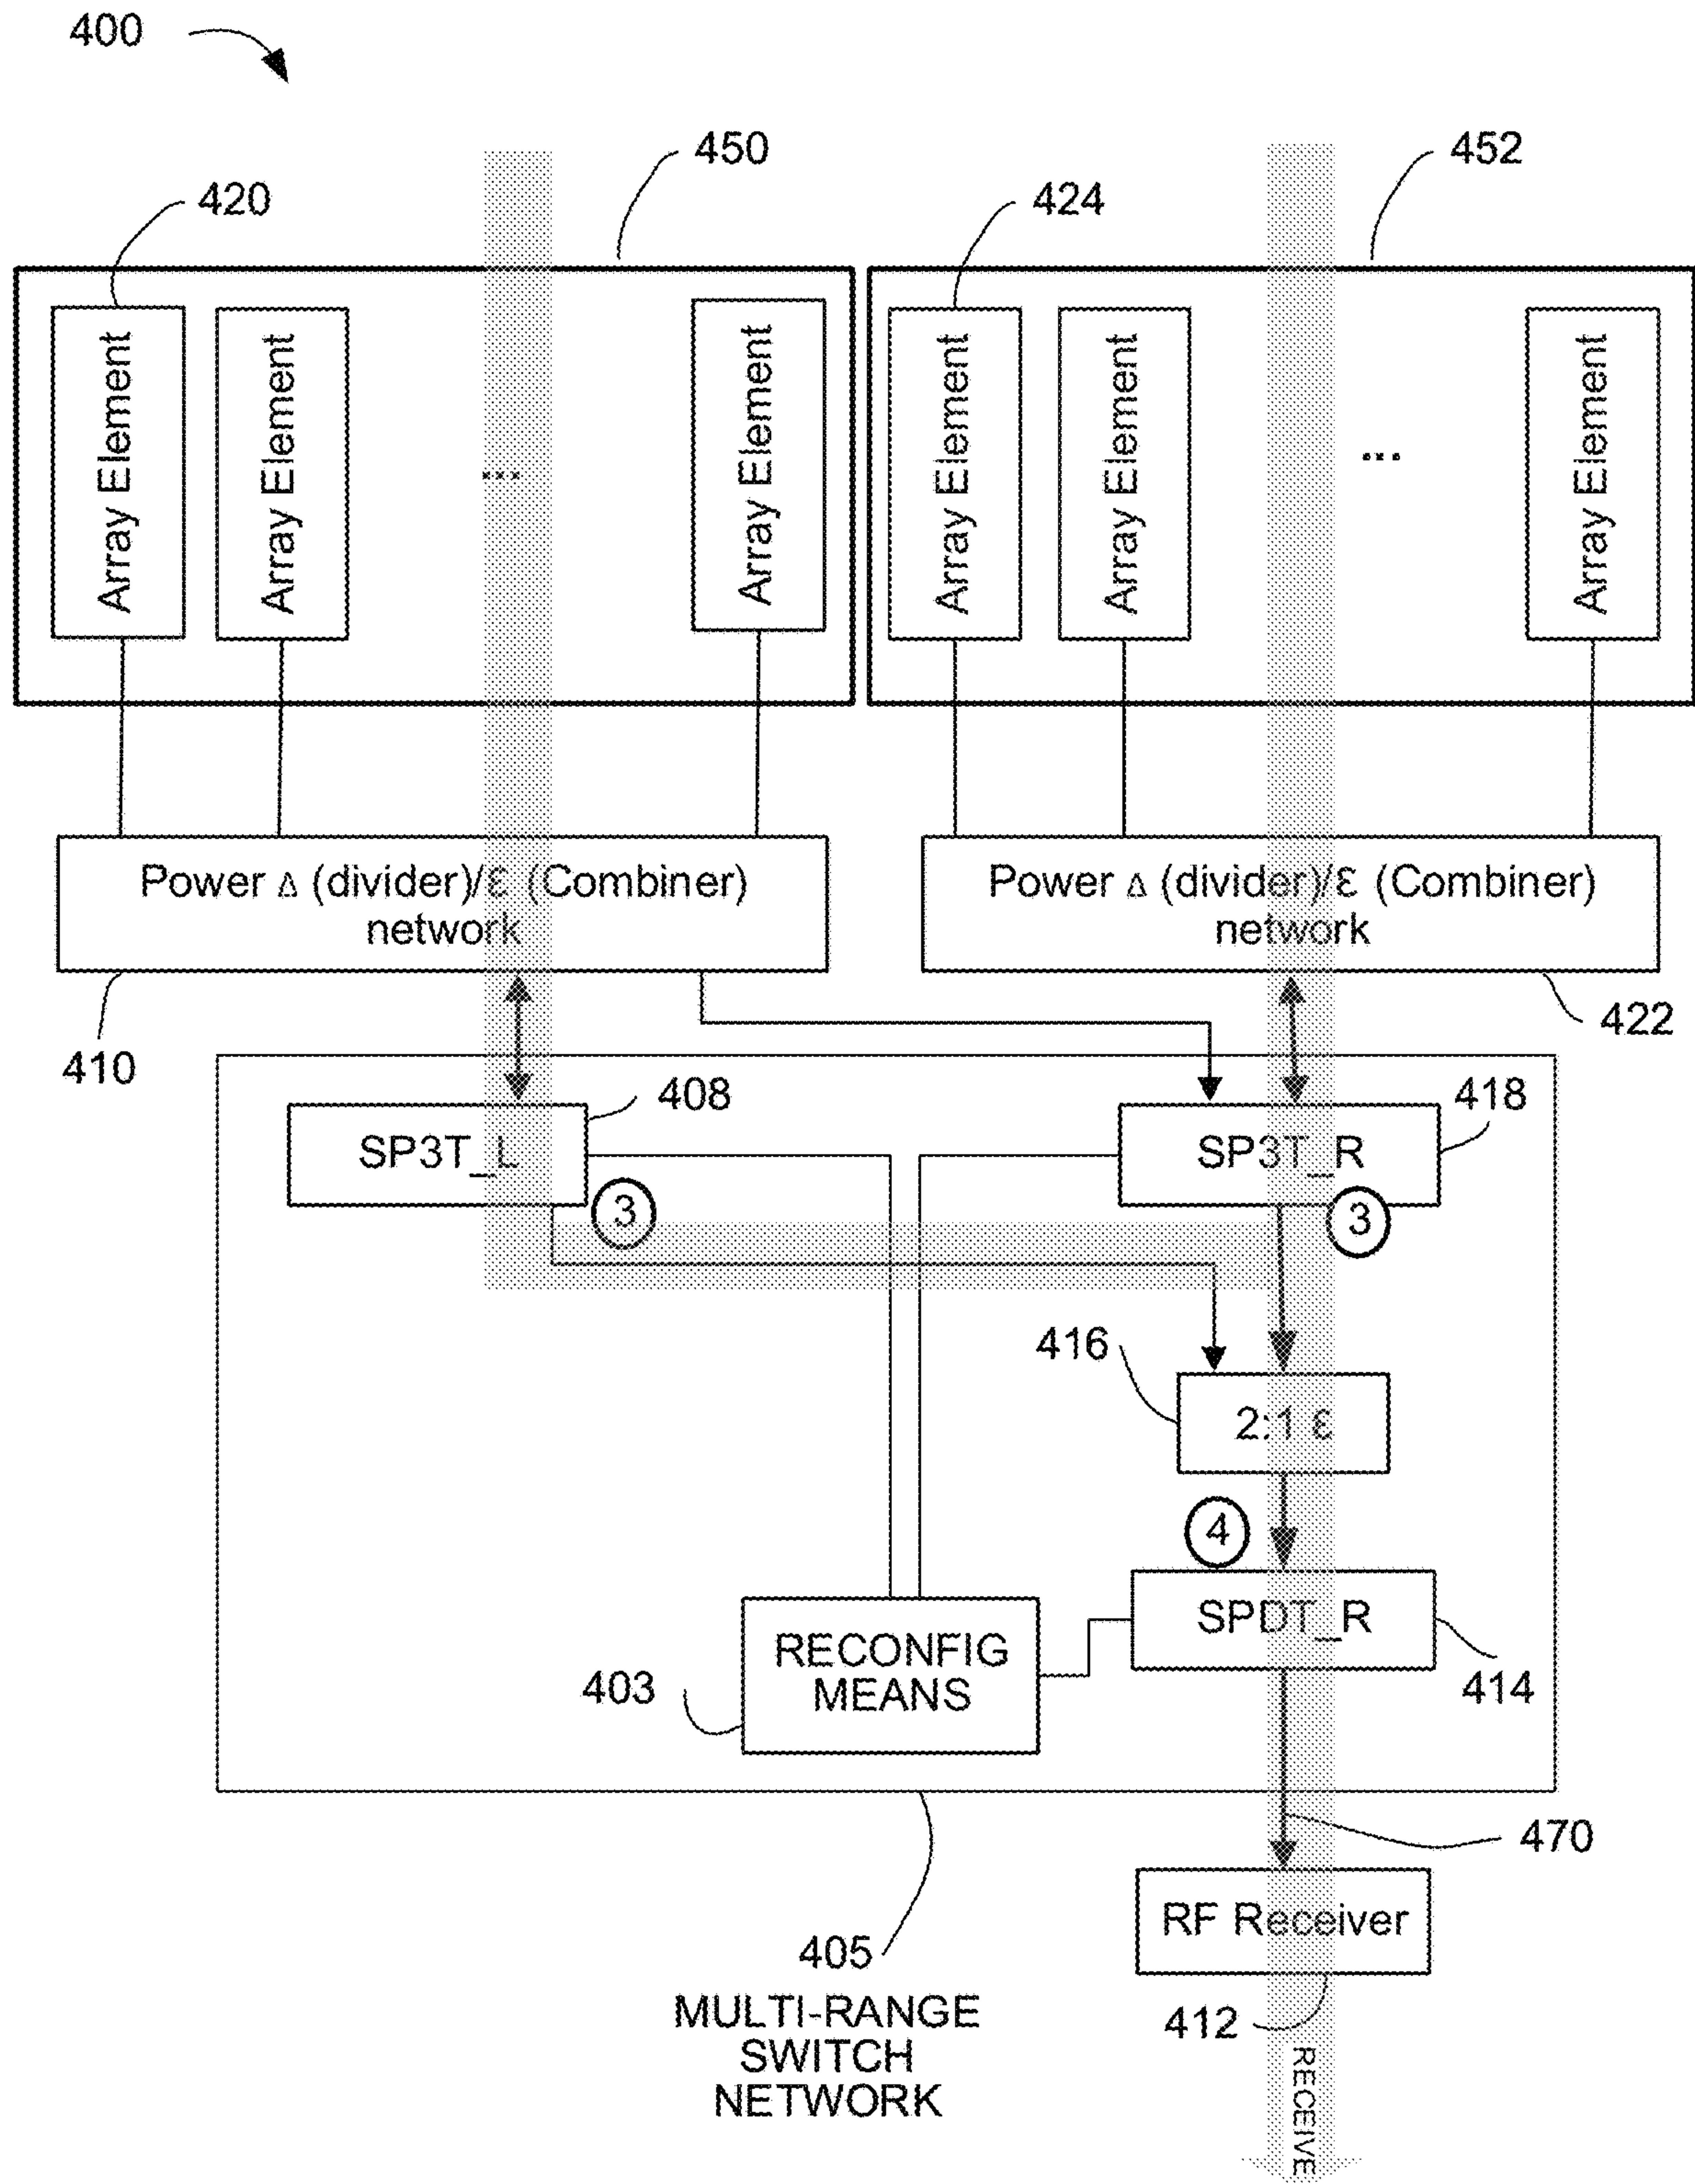 400
450
452
420
424
Array Element
Array Element
...
Array Element
Array Element
Array Element
...
Array Element
Power Δ (divider)/ε (Combiner)
network
Power Δ (divider)/ε (Combiner)
network
410
422
408
418
SP3T_L
SP3T_R
3
3
416
2:1 ε
4
SPDT_R
RECONFIG
MEANS
403
414
470
RF Receiver
405
412
MULTI-RANGE
SWITCH
NETWORK
RECEIVE